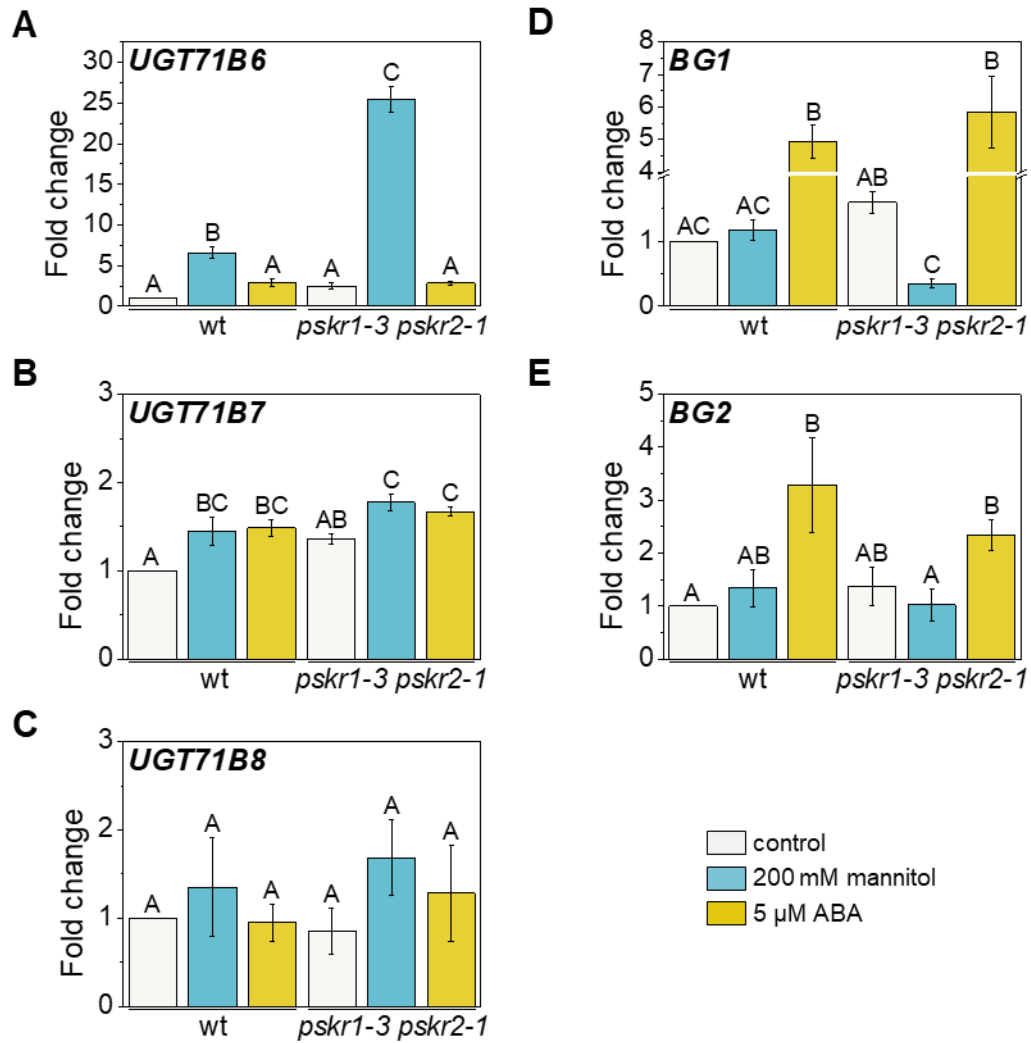 A
UGT71B6
Fold change
30
25
20
15
10
5
0
A
B
A
A
C
A
wt
pskr1-3 pskr2-1
B
UGT71B7
Fold change
3
2
1
0
A
BC
BC
AB
C
C
wt
pskr1-3 pskr2-1
C
UGT71B8
Fold change
3
2
1
0
A
A
A
A
A
A
wt
pskr1-3 pskr2-1
D
BG1
Fold change
8
7
6
5
4
1
0
AC
AC
B
AB
C
B
wt
pskr1-3 pskr2-1
E
BG2
Fold change
5
4
3
2
1
0
A
AB
B
AB
A
B
wt
pskr1-3 pskr2-1
control
200 mM mannitol
5 µM ABA